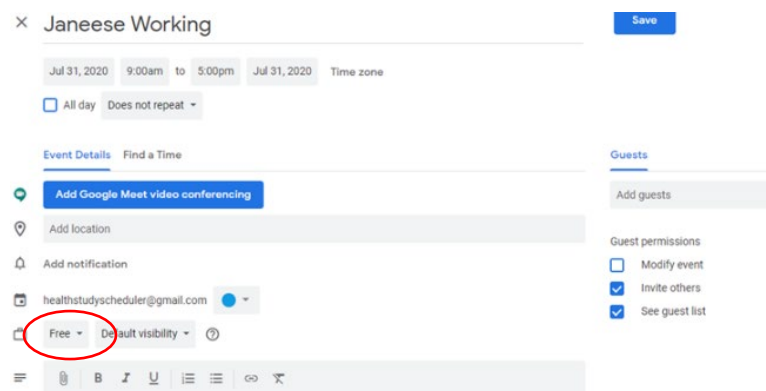 Janeese Working
Save
Jul 31, 2020 9:00am to 5:00pm Jul 31, 2020 Time zone
All day Does not repeat
Event Details Find a Time
Guests
Add Google Meet video conferencing
Add guests
Add location
Guest permissions
Add notification
Modify event
Invite others
healthstudyscheduler@gmail.com
See guest list
Free Default visibility
B I U